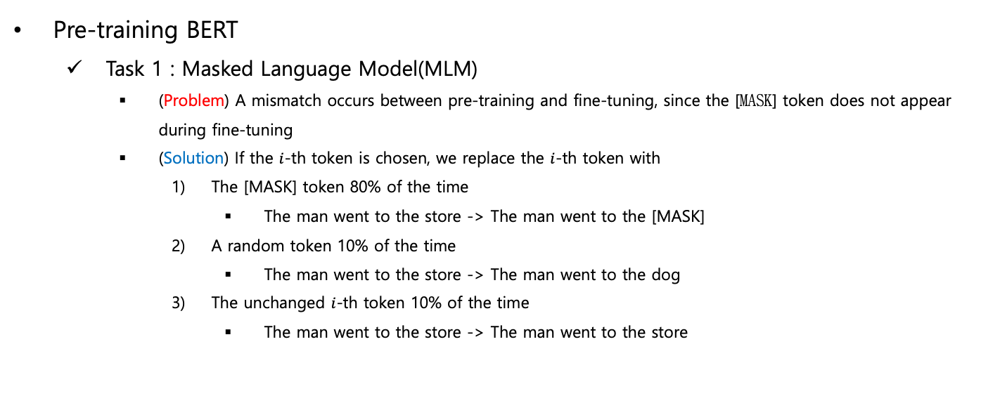 • Pre-training BERT
✓ Task 1 : Masked Language Model(MLM)
▪ (Problem) A mismatch occurs between pre-training and fine-tuning, since the [MASK] token does not appear
during fine-tuning
▪ (Solution) If the i-th token is chosen, we replace the i-th token with
1) The [MASK] token 80% of the time
▪ The man went to the store -> The man went to the [MASK]
2) A random token 10% of the time
▪ The man went to the store -> The man went to the dog
3) The unchanged i-th token 10% of the time
▪ The man went to the store -> The man went to the store